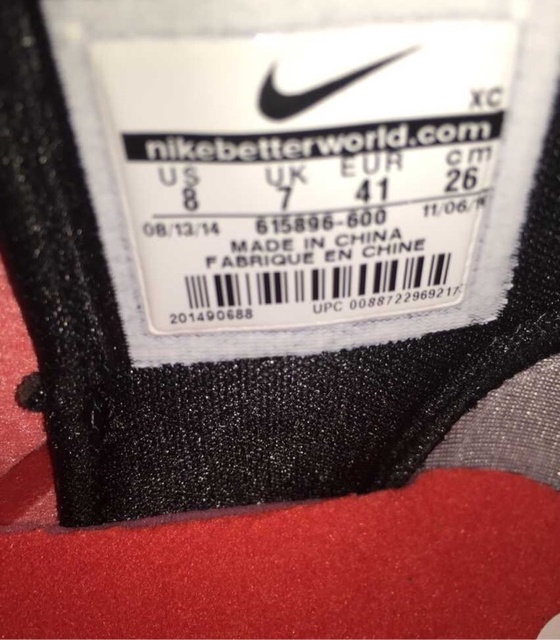 XC
nikebetterworld.com
US UK EUR cm
8 7 41 26
08/13/14 615896-600
MADE IN CHINA
FABRIQUE EN CHINE
201490688 UPC 0088722969217